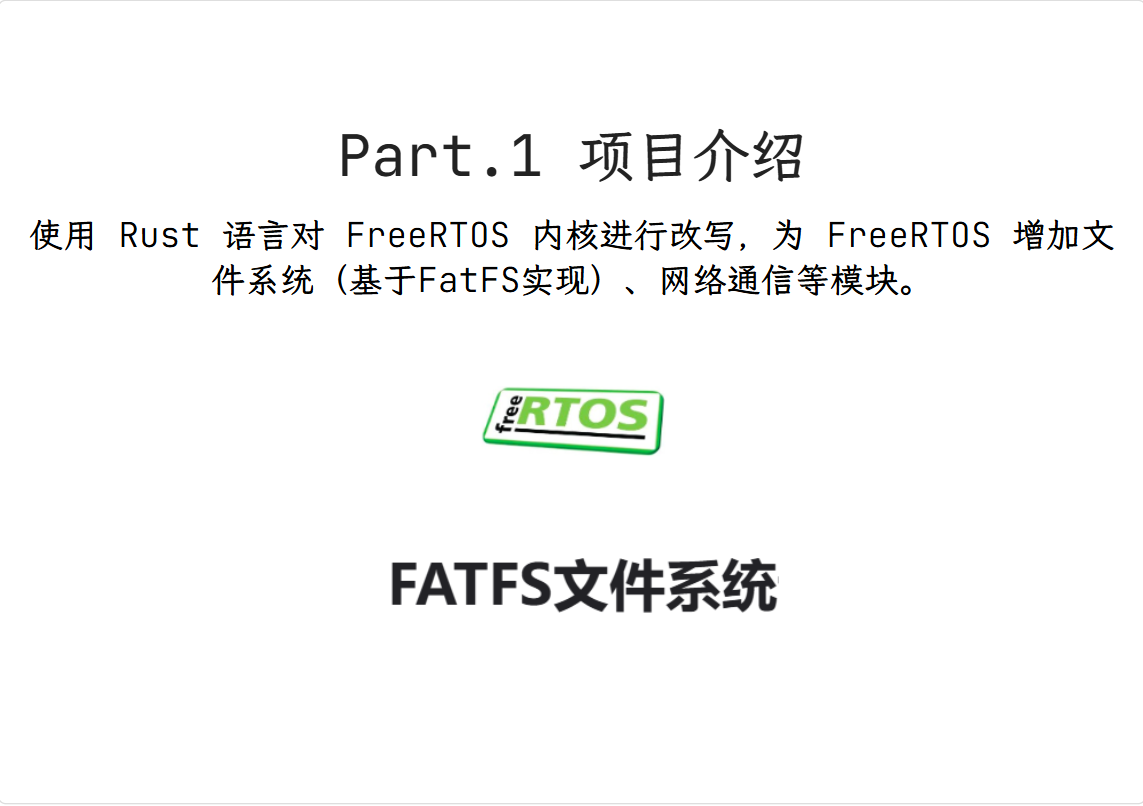 Part.1 项目介绍
使用 Rust 语言对 FreeRTOS 内核进行改写，为 FreeRTOS 增加文
件系统（基于FatFS实现）、网络通信等模块。
free RTOS
FATFS文件系统